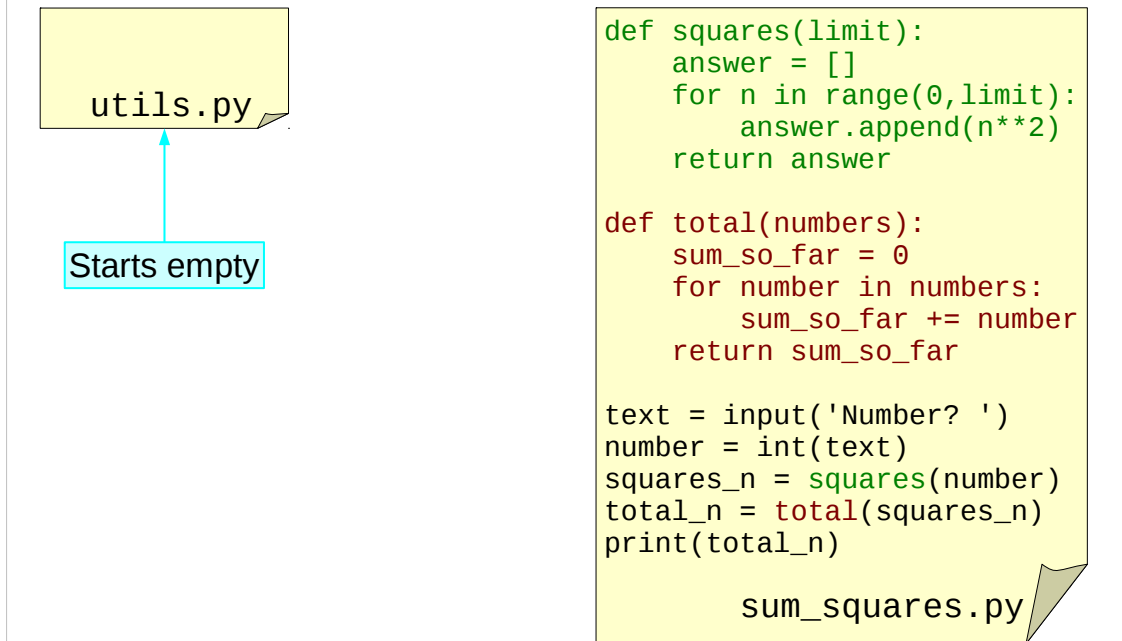 utils.py
Starts empty
def squares(limit):
    answer = []
    for n in range(0,limit):
        answer.append(n**2)
    return answer

def total(numbers):
    sum_so_far = 0
    for number in numbers:
        sum_so_far += number
    return sum_so_far

text = input('Number? ')
number = int(text)
squares_n = squares(number)
total_n = total(squares_n)
print(total_n)
sum_squares.py